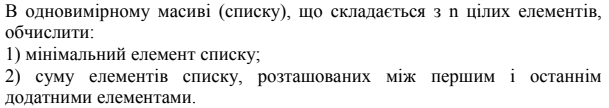 В одновимірному масиві (списку), що складається з n цілих елементів,
обчислити:
1) мінімальний елемент списку;
2) суму елементів списку, розташованих між першим і останнім
додатними елементами.